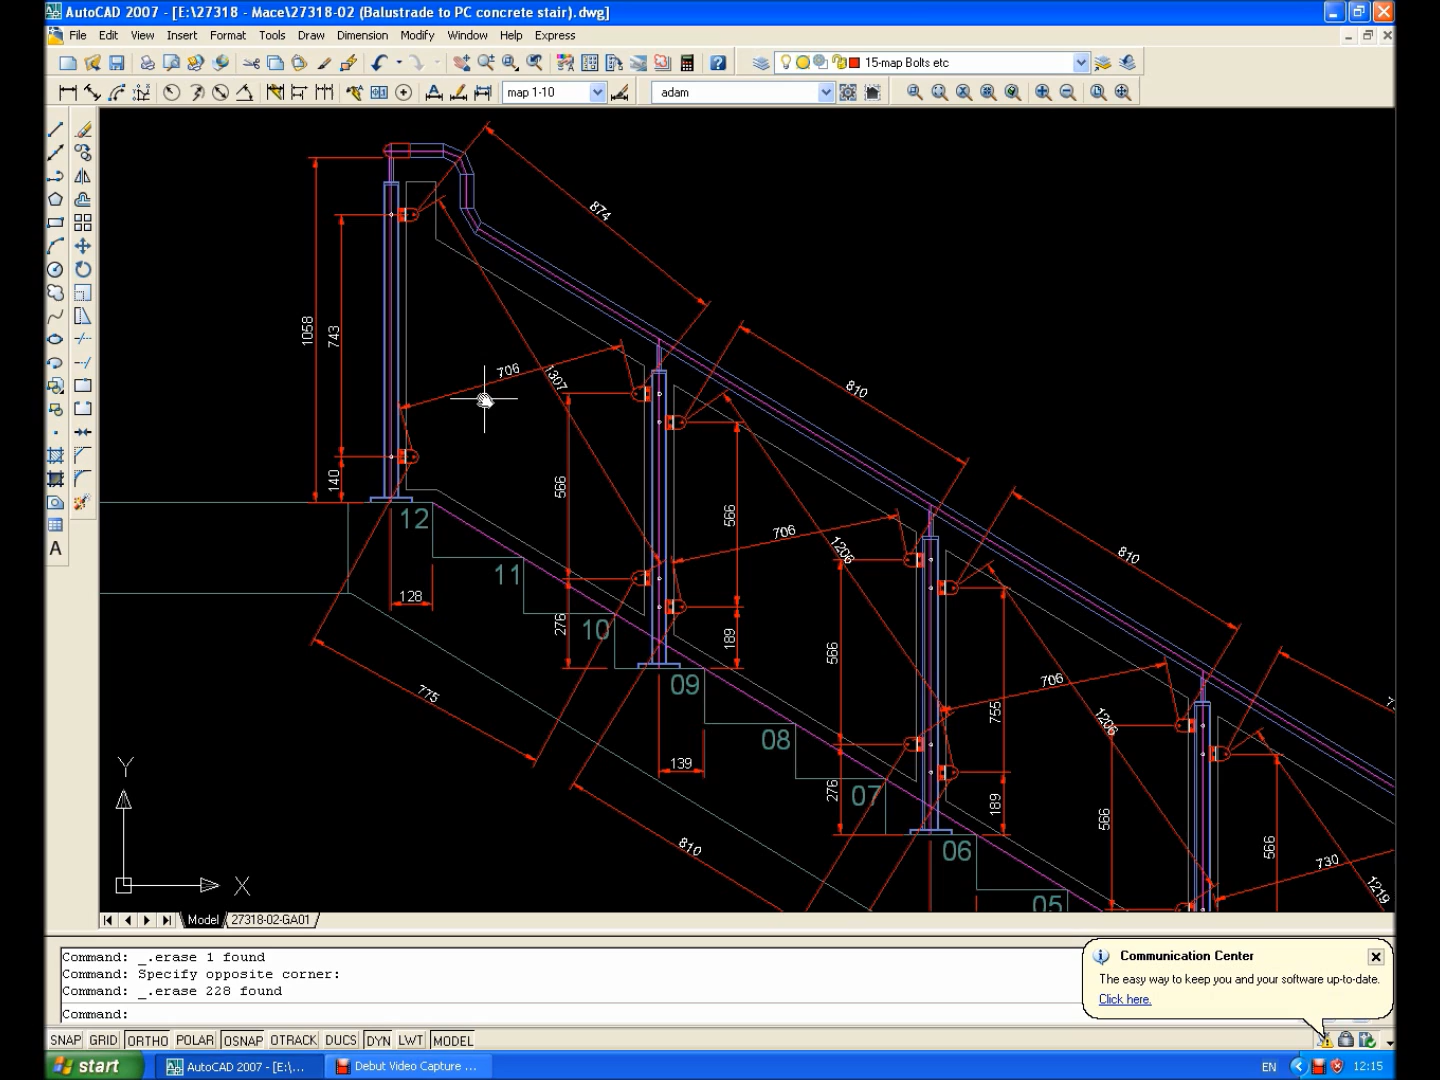 AutoCAD 2007 - [E:\27318 - Mace\27318-02 (Balustrade to PC concrete stair).dwg]
File Edit View Insert Format Tools Draw Dimension Modify Window Help Express
15-map Bolts etc
map 1-10
adam
874
1058
743
706
1307
810
140
566
566
706
1206
810
12
11
128
10
276
189
566
09
706
755
1206
775
08
139
276
07
189
566
566
810
06
730
1219
05
Y
X
Model 27318-02-GA01
Command: _.erase 1 found
Command: Specify opposite corner:
Command: _.erase 228 found
Command:
Communication Center
The easy way to keep you and your software up-to-date.
Click here.
SNAP GRID ORTHO POLAR OSNAP OTRACK DUCS DYN LWT MODEL
start AutoCAD 2007 - [E:\... Debut Video Capture ... EN 12:15